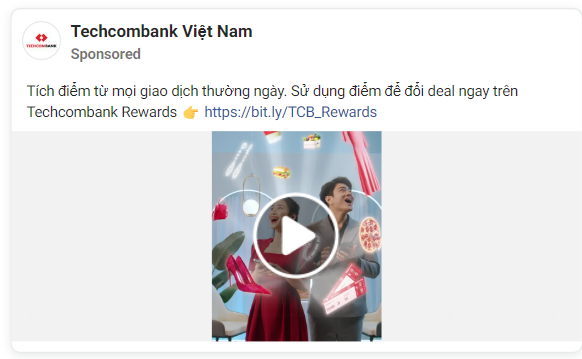 TECHCOMBANK
Techcombank Việt Nam
Sponsored
Tích điểm từ mọi giao dịch thường ngày. Sử dụng điểm để đổi deal ngay trên
Techcombank Rewards 👉 https://bit.ly/TCB_Rewards